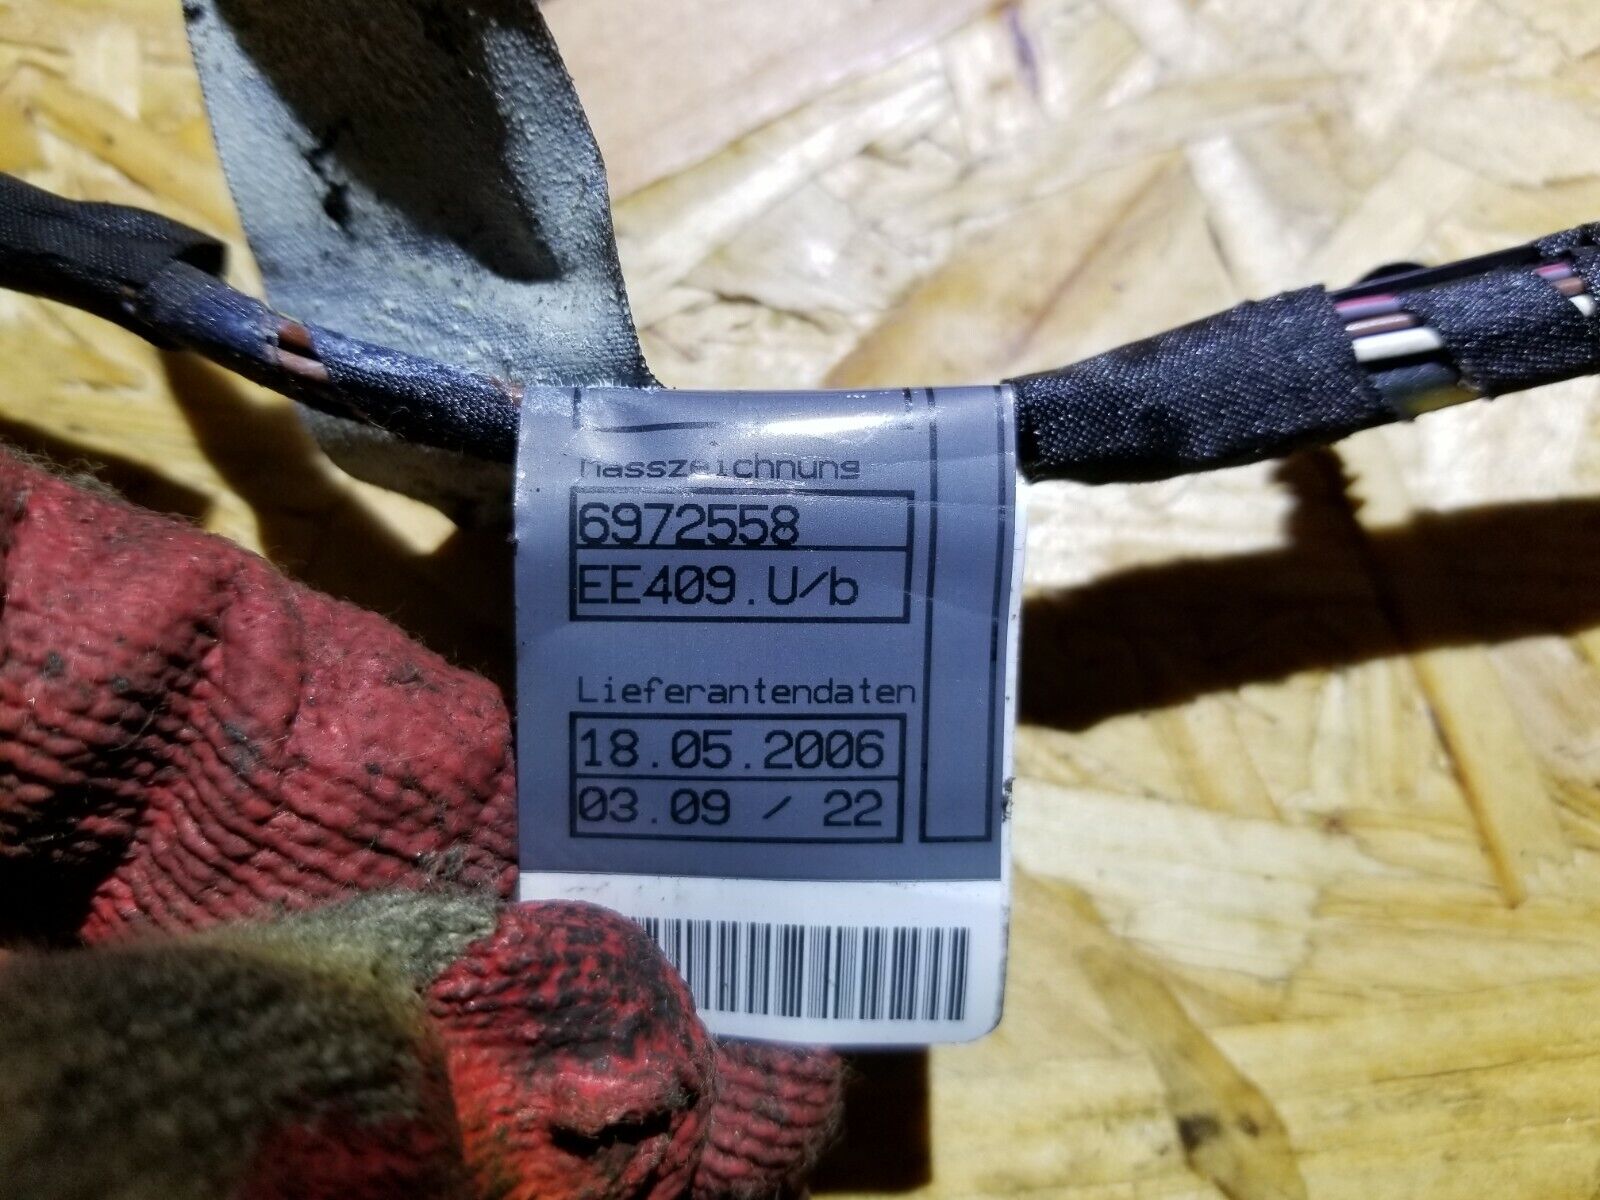 Masszeichnung
6972558
EE409.U/b
Lieferantendaten
18.05.2006
03.09 / 22